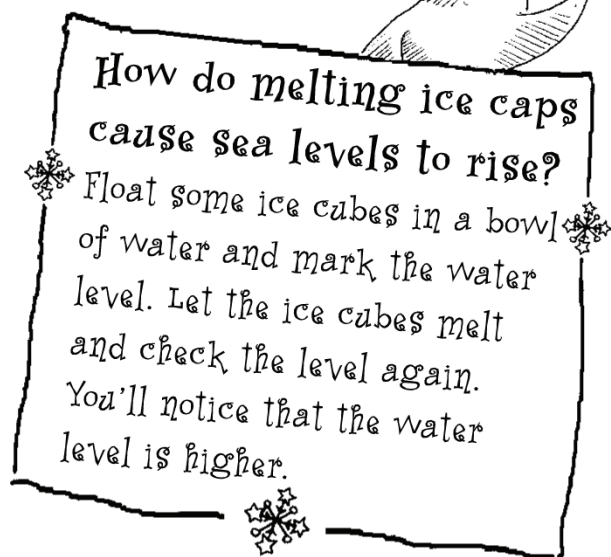 How do melting ice caps
cause sea levels to rise?
Float some ice cubes in a bowl
of water and mark the water
level. Let the ice cubes melt
and check the level again.
You'll notice that the water
level is higher.